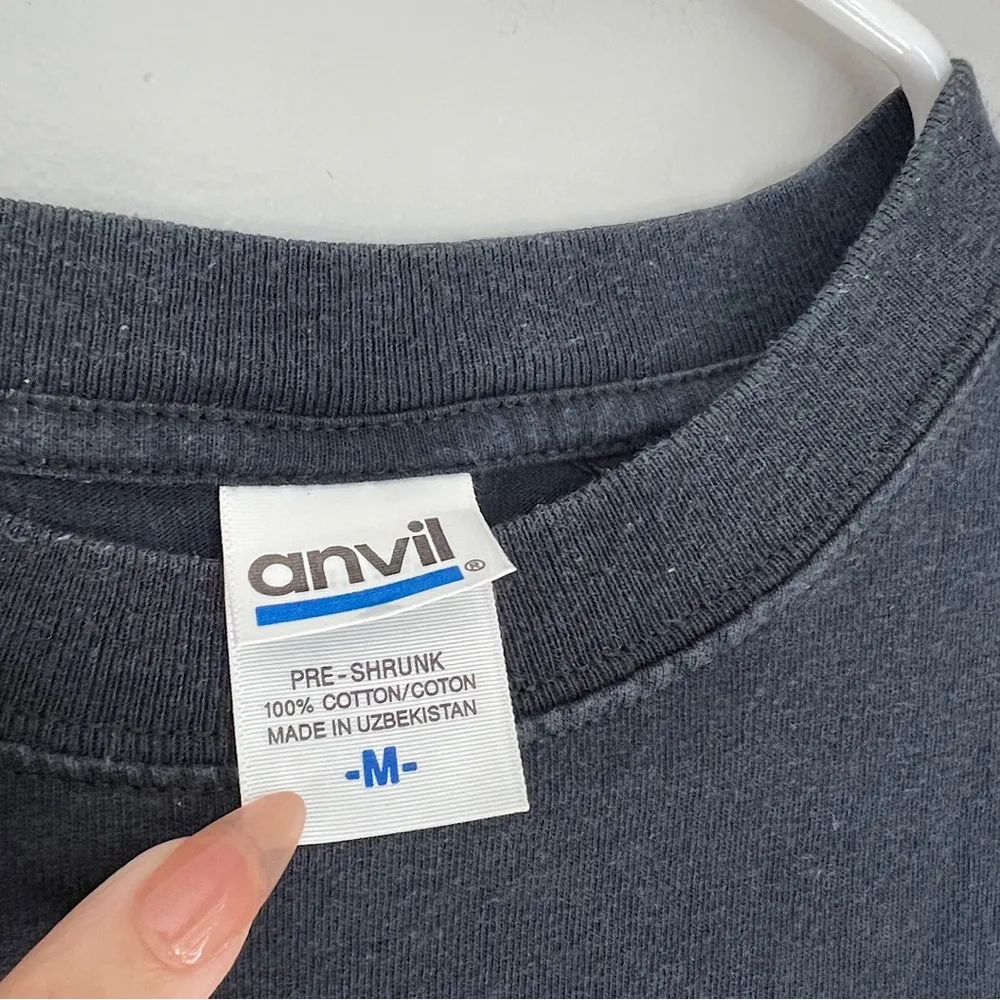 anvil®
PRE-SHRUNK
100% COTTON/COTON
MADE IN UZBEKISTAN
-M-